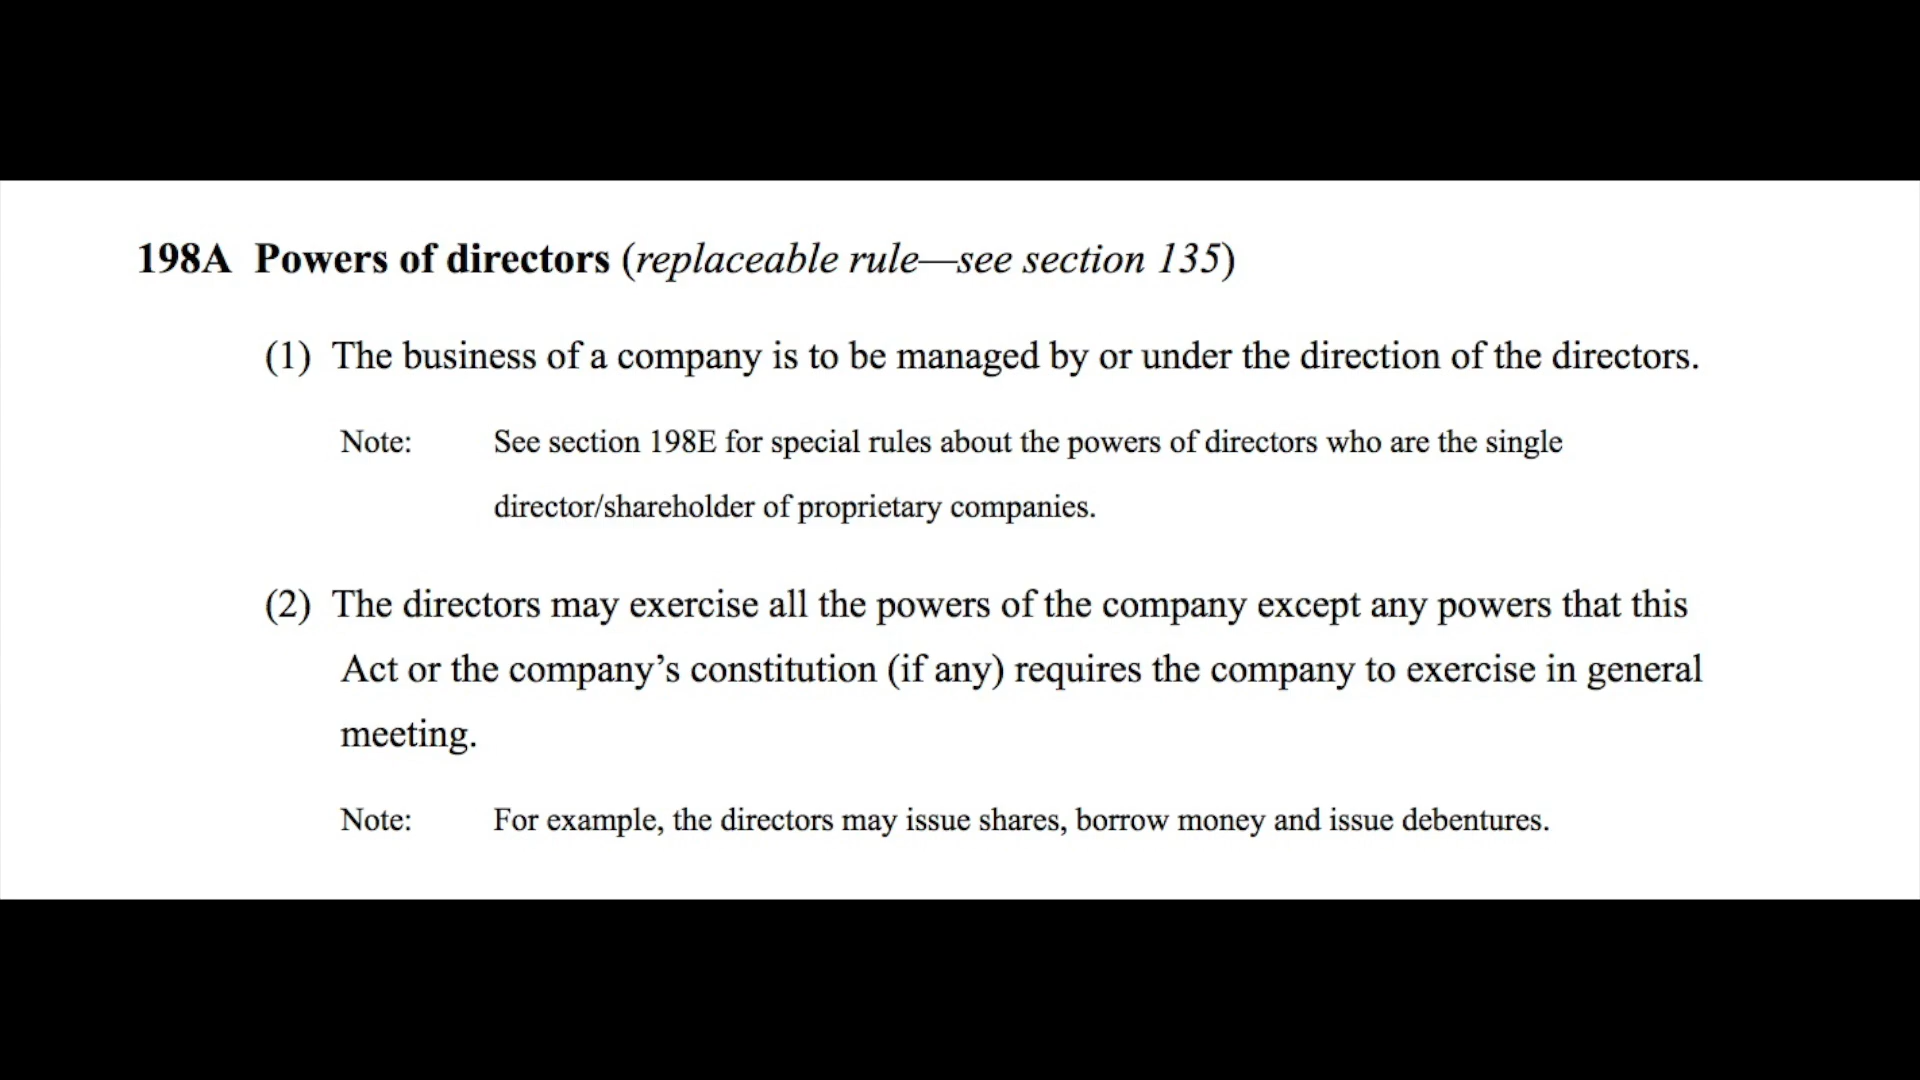 198A Powers of directors (replaceable rule—see section 135)
(1) The business of a company is to be managed by or under the direction of the directors.
Note: See section 198E for special rules about the powers of directors who are the single
director/shareholder of proprietary companies.
(2) The directors may exercise all the powers of the company except any powers that this
Act or the company’s constitution (if any) requires the company to exercise in general
meeting.
Note: For example, the directors may issue shares, borrow money and issue debentures.